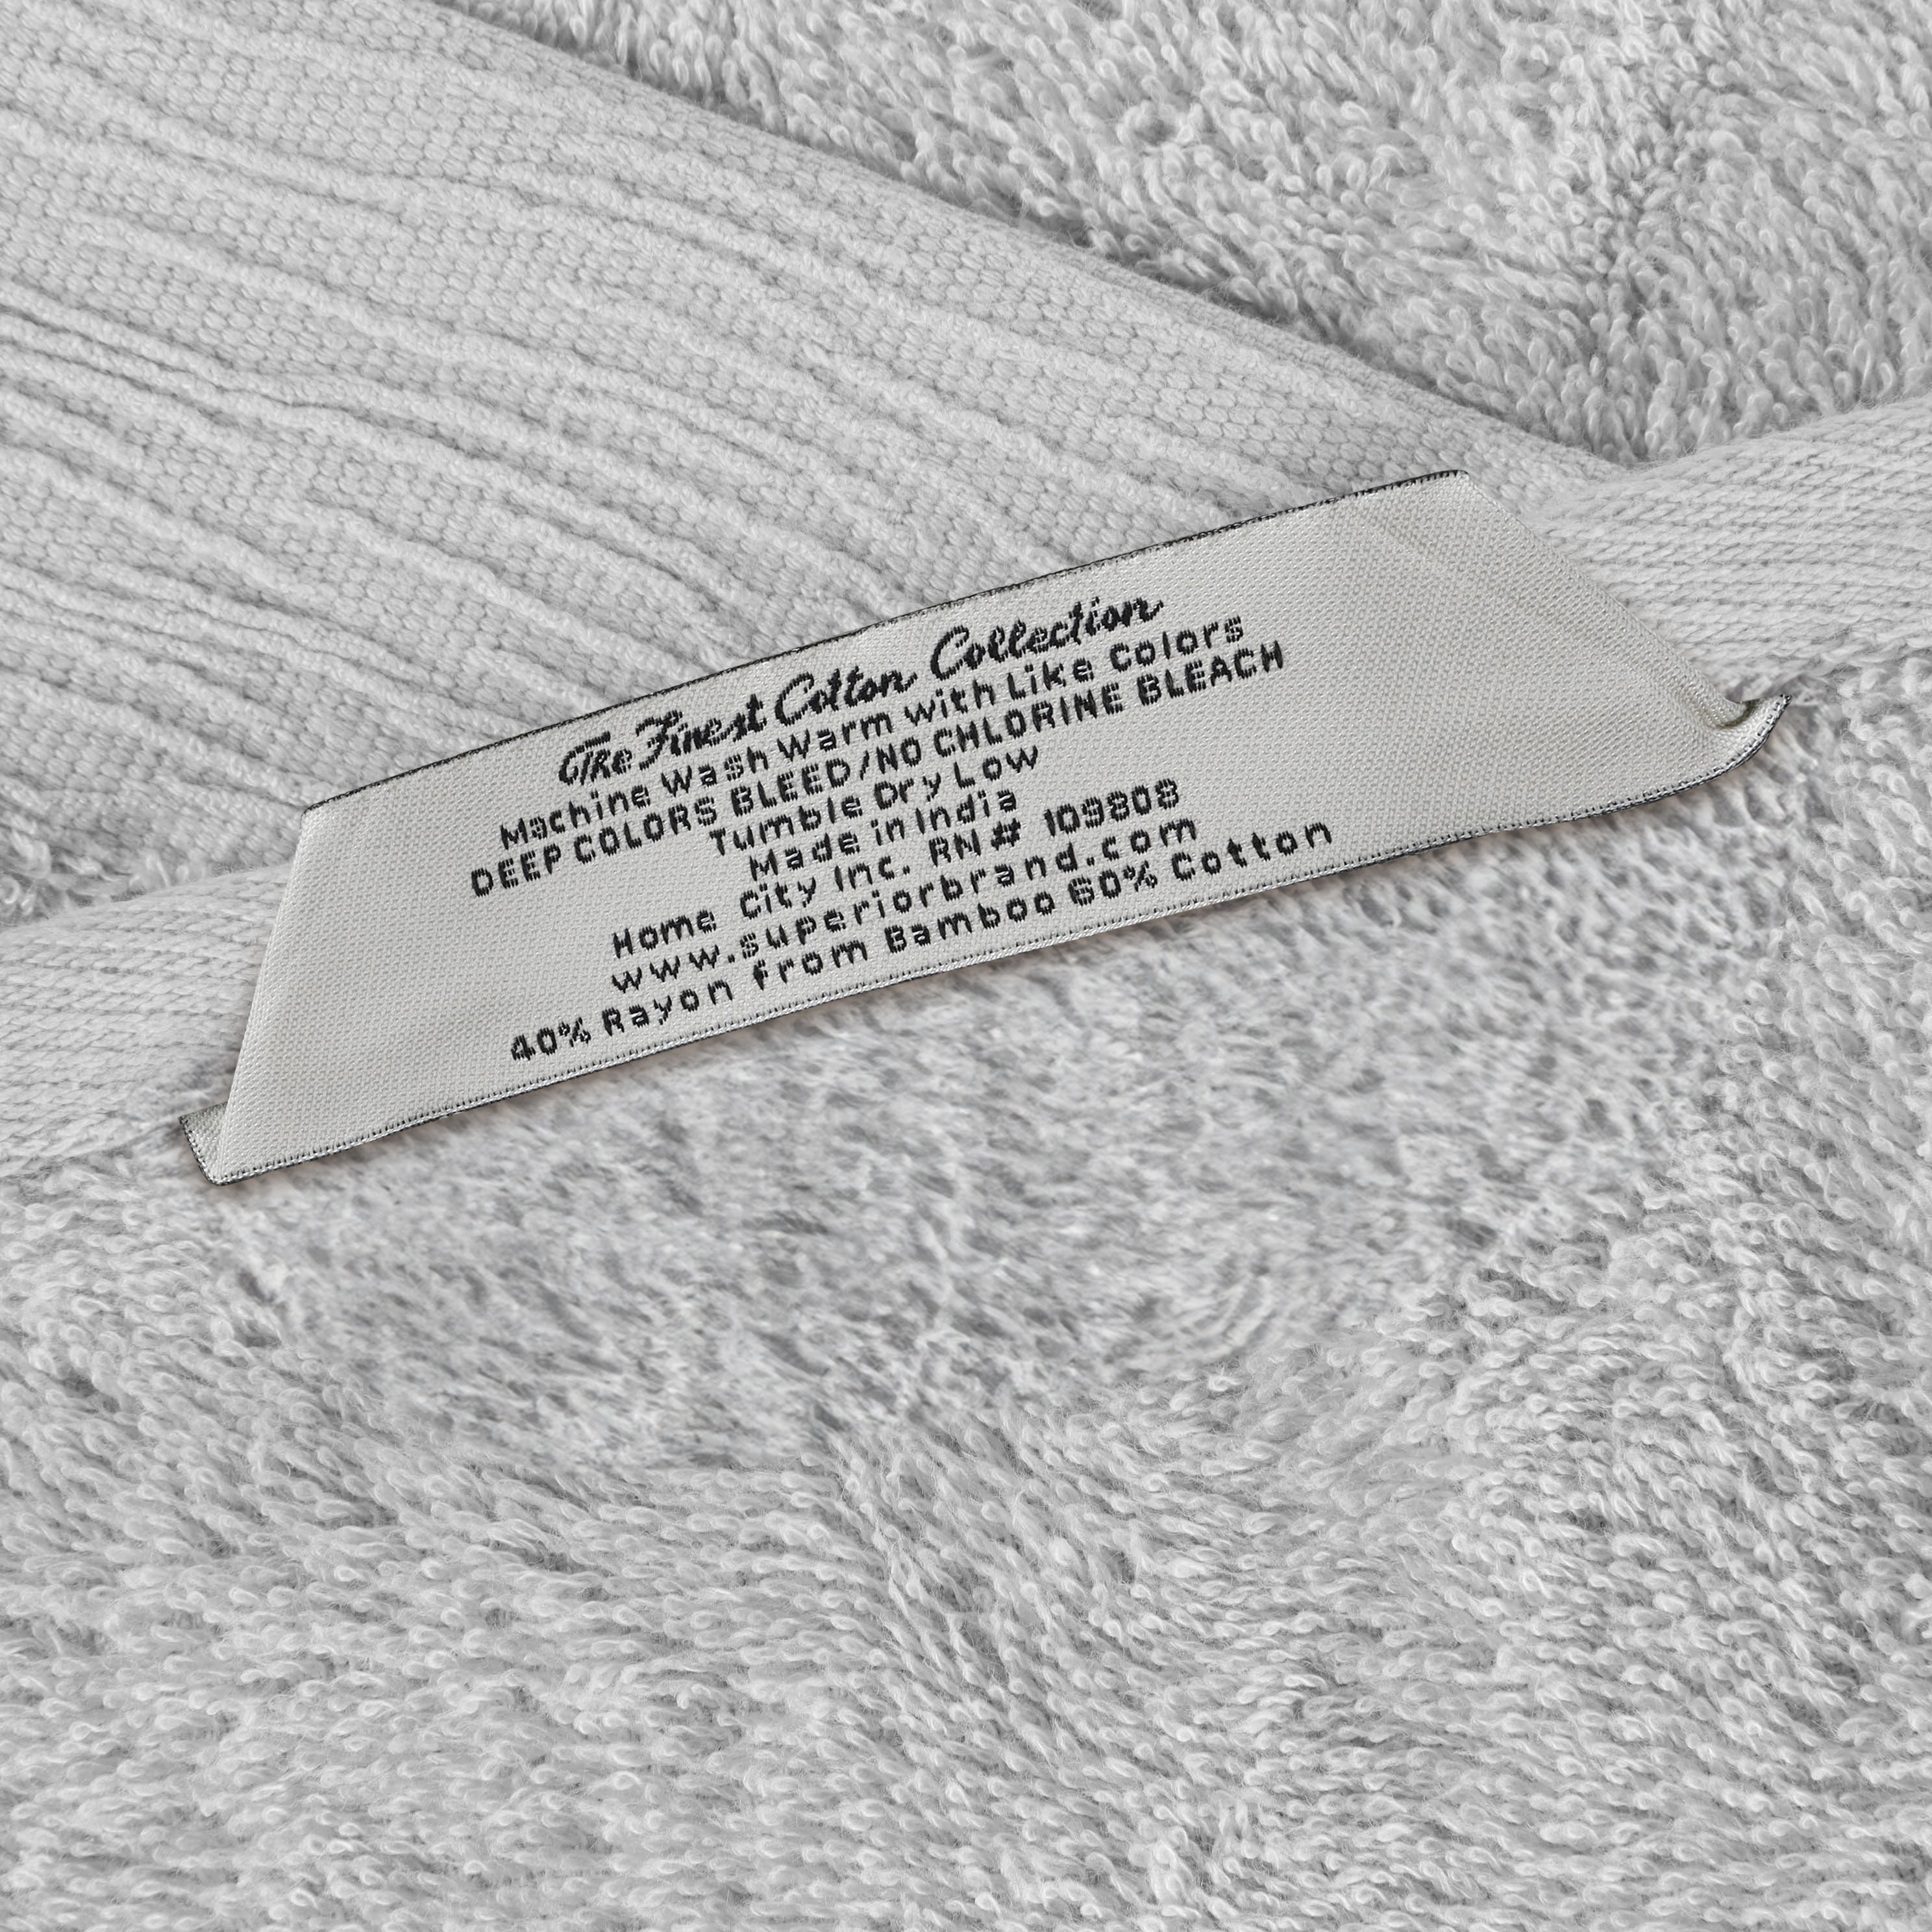 The Finest Cotton Collection
Machine Wash Warm with Like Colors
DEEP COLORS BLEED/NO CHLORINE BLEACH
Tumble Dry Low
Made in India
Home City Inc. RN# 109808
www.superiorbrand.com
40% Rayon from Bamboo 60% Cotton